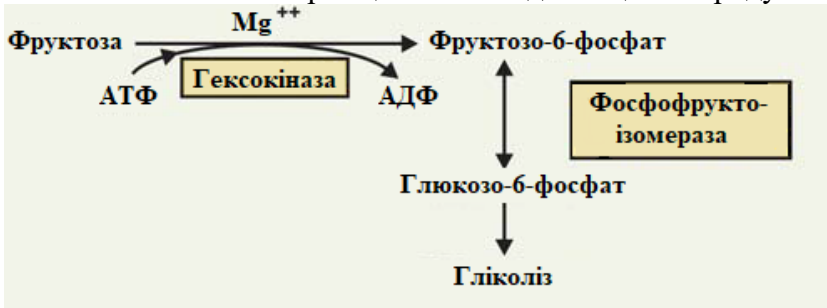 Mg ++
Фруктоза
Фруктозо-6-фосфат
Гексокіназа
АТФ
АДФ
Фосфофрукто-
ізомераза
Глюкозо-6-фосфат
Гліколіз